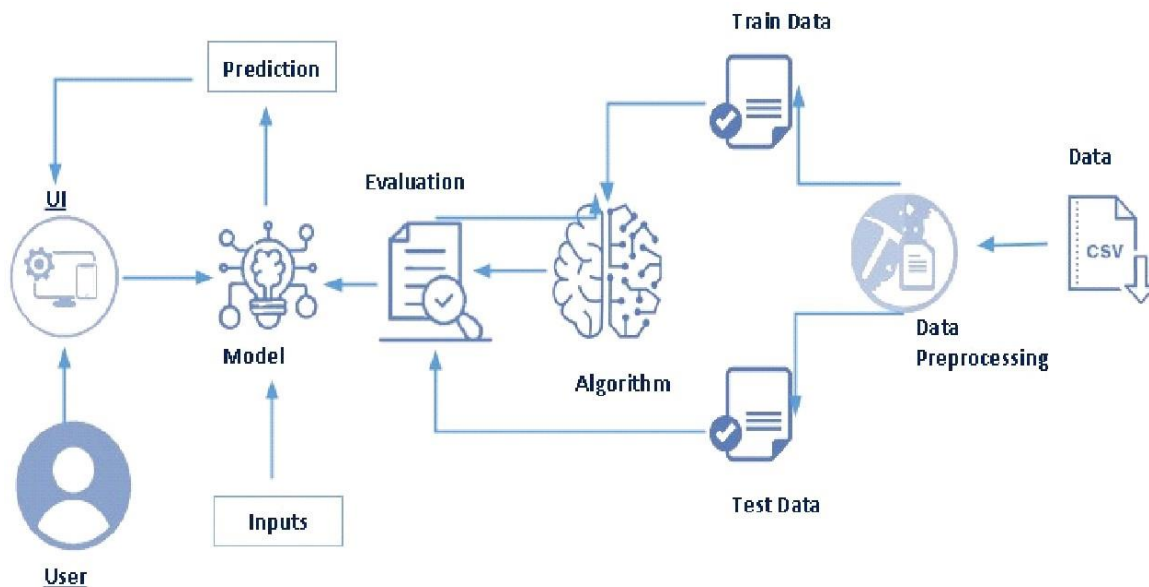 Train Data
Prediction
Data
Evaluation
UI
CSV
Model
Data
Preprocessing
Algorithm
Inputs
Test Data
User